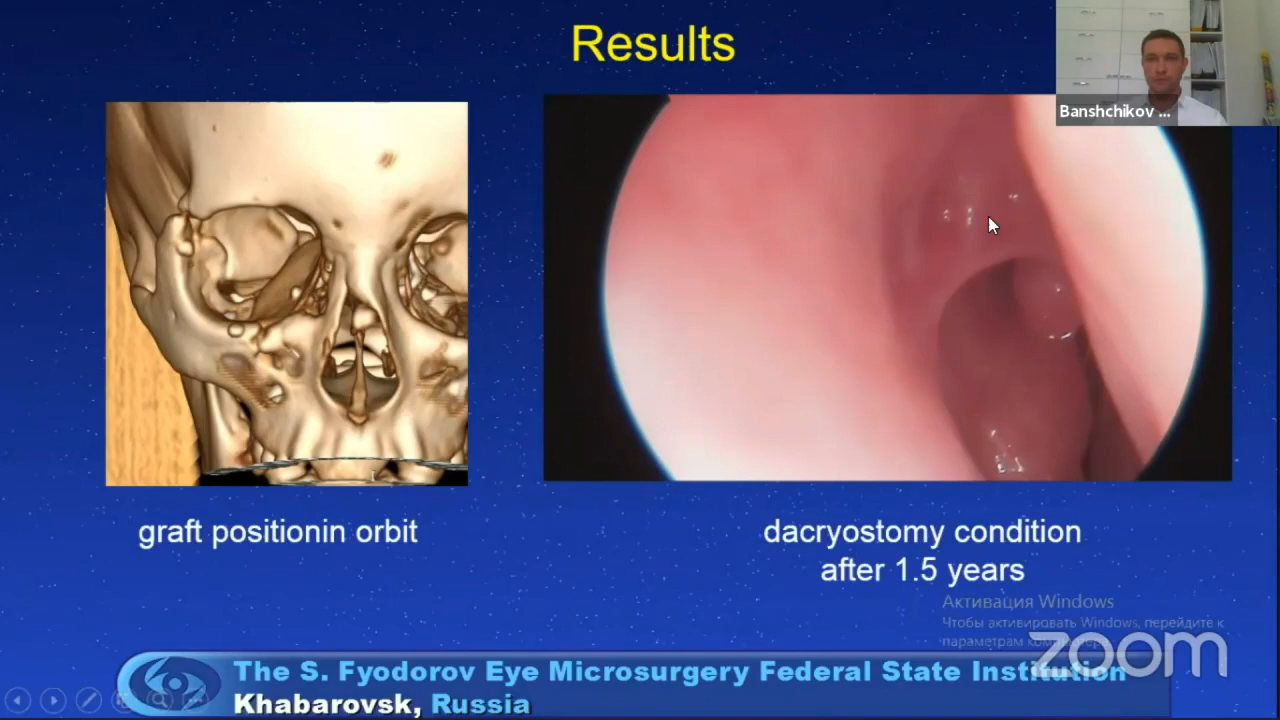 Results
Banshchikov ...
graft positionin orbit
dacryostomy condition
after 1.5 years
Активация Windows
Чтобы активировать Windows, перейдите к
параметрам
zoom
The S. Fyodorov Eye Microsurgery Federal State Institution
Khabarovsk, Russia